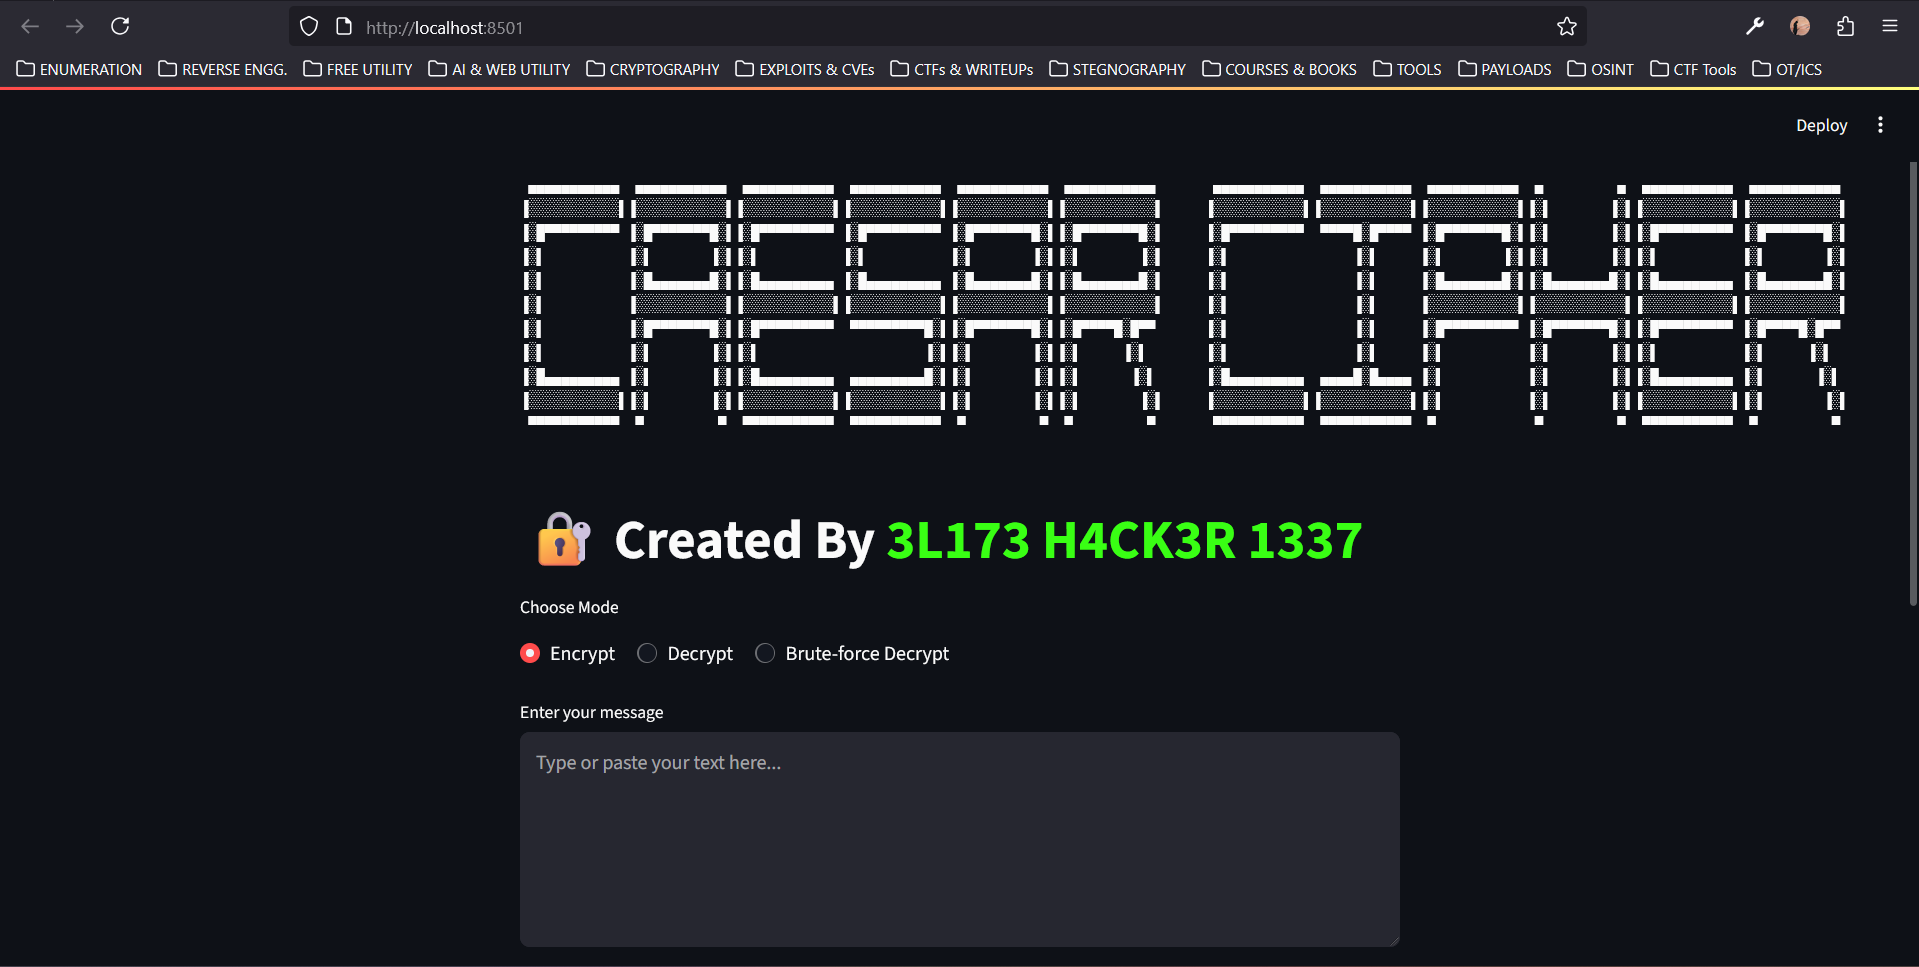 http://localhost:8501
ENUMERATION REVERSE ENGG. FREE UTILITY AI & WEB UTILITY CRYPTOGRAPHY EXPLOITS & CVEs CTFs & WRITEUPs STEGNOGRAPHY COURSES & BOOKS TOOLS PAYLOADS OSINT CTF Tools OT/ICS
Deploy
CAESAR CIPHER
Created By 3L173 H4CK3R 1337
Choose Mode
Encrypt Decrypt Brute-force Decrypt
Enter your message
Type or paste your text here...